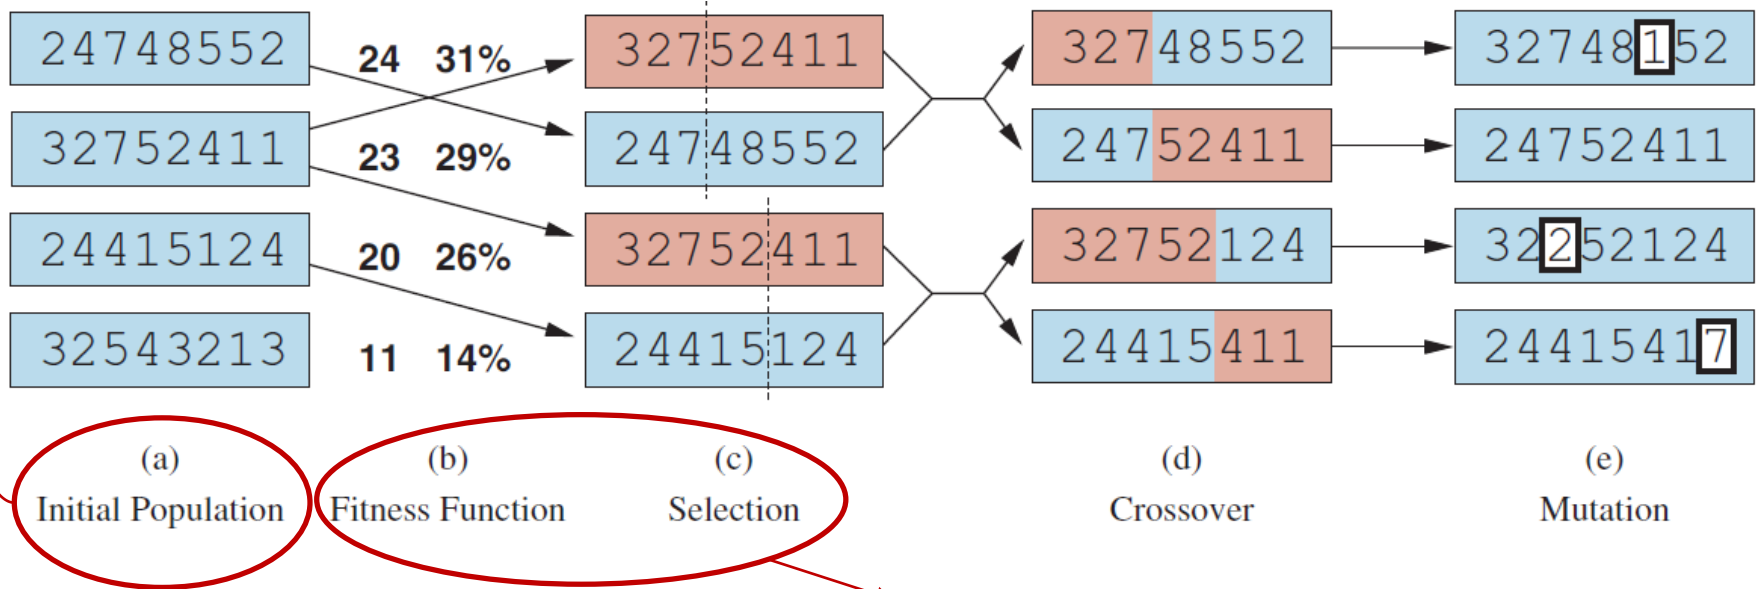 24748552 24 31% 32752411 32748552 32748152
32752411 23 29% 24748552 24752411 24752411
24415124 20 26% 32752411 32752124 32252124
32543213 11 14% 24415124 24415411 24415417
(a) (b) (c) (d) (e)
Initial Population Fitness Function Selection Crossover Mutation